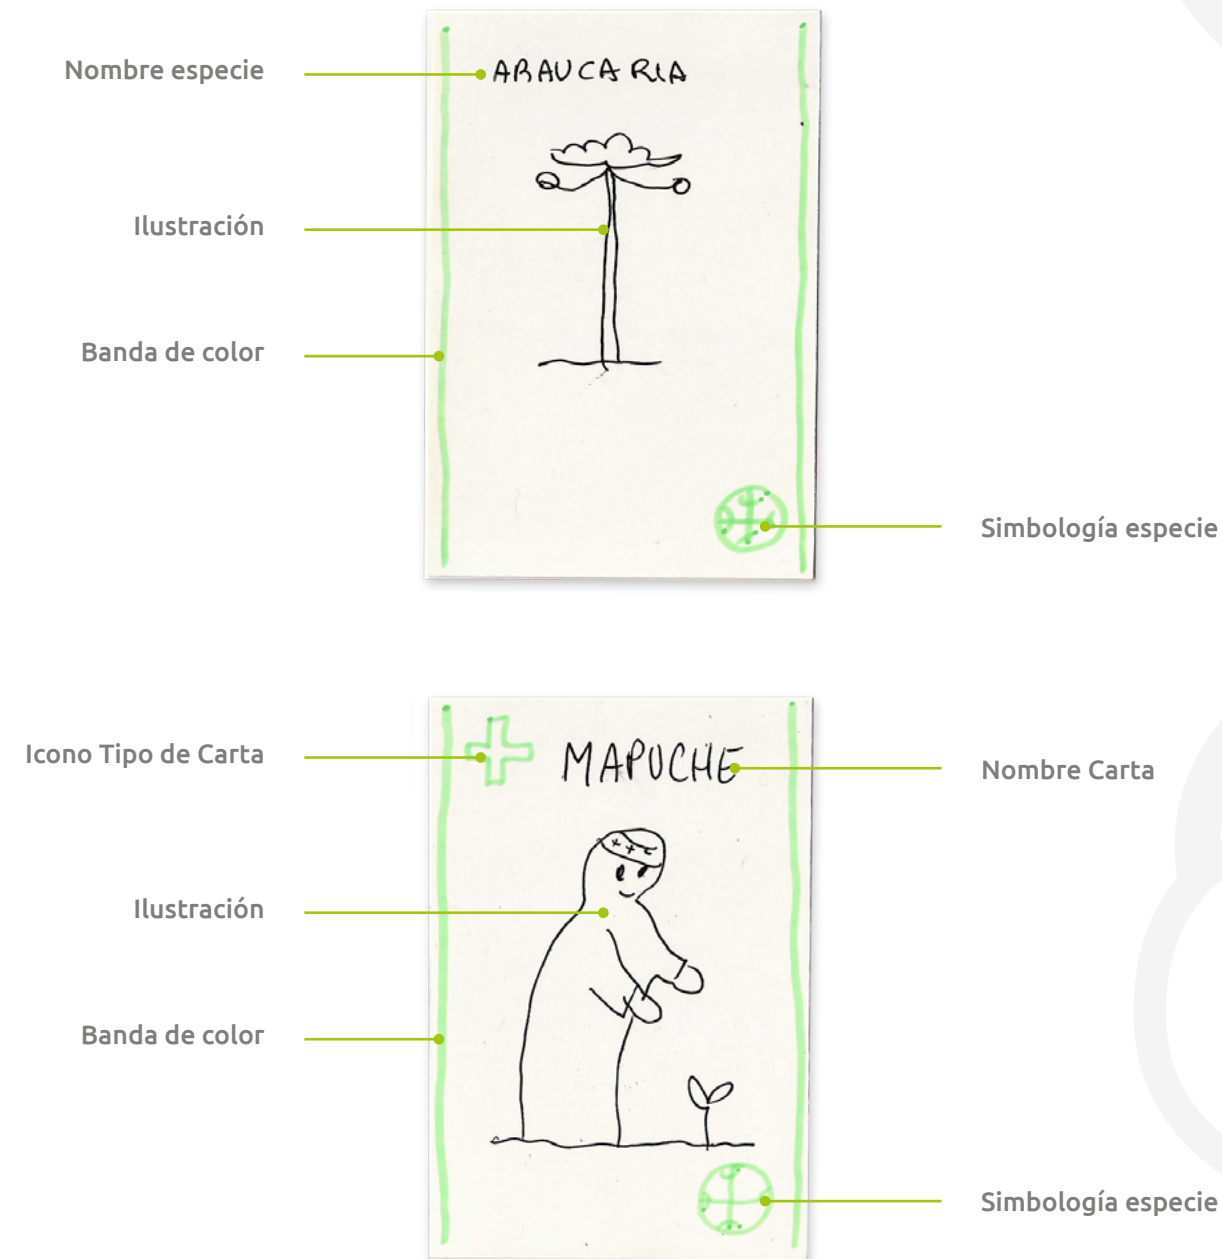 Nombre especie
ARAUCARIA
Ilustración
Banda de color
Simbología especie
Icono Tipo de Carta
MAPUCHE
Nombre Carta
Ilustración
Banda de color
Simbología especie